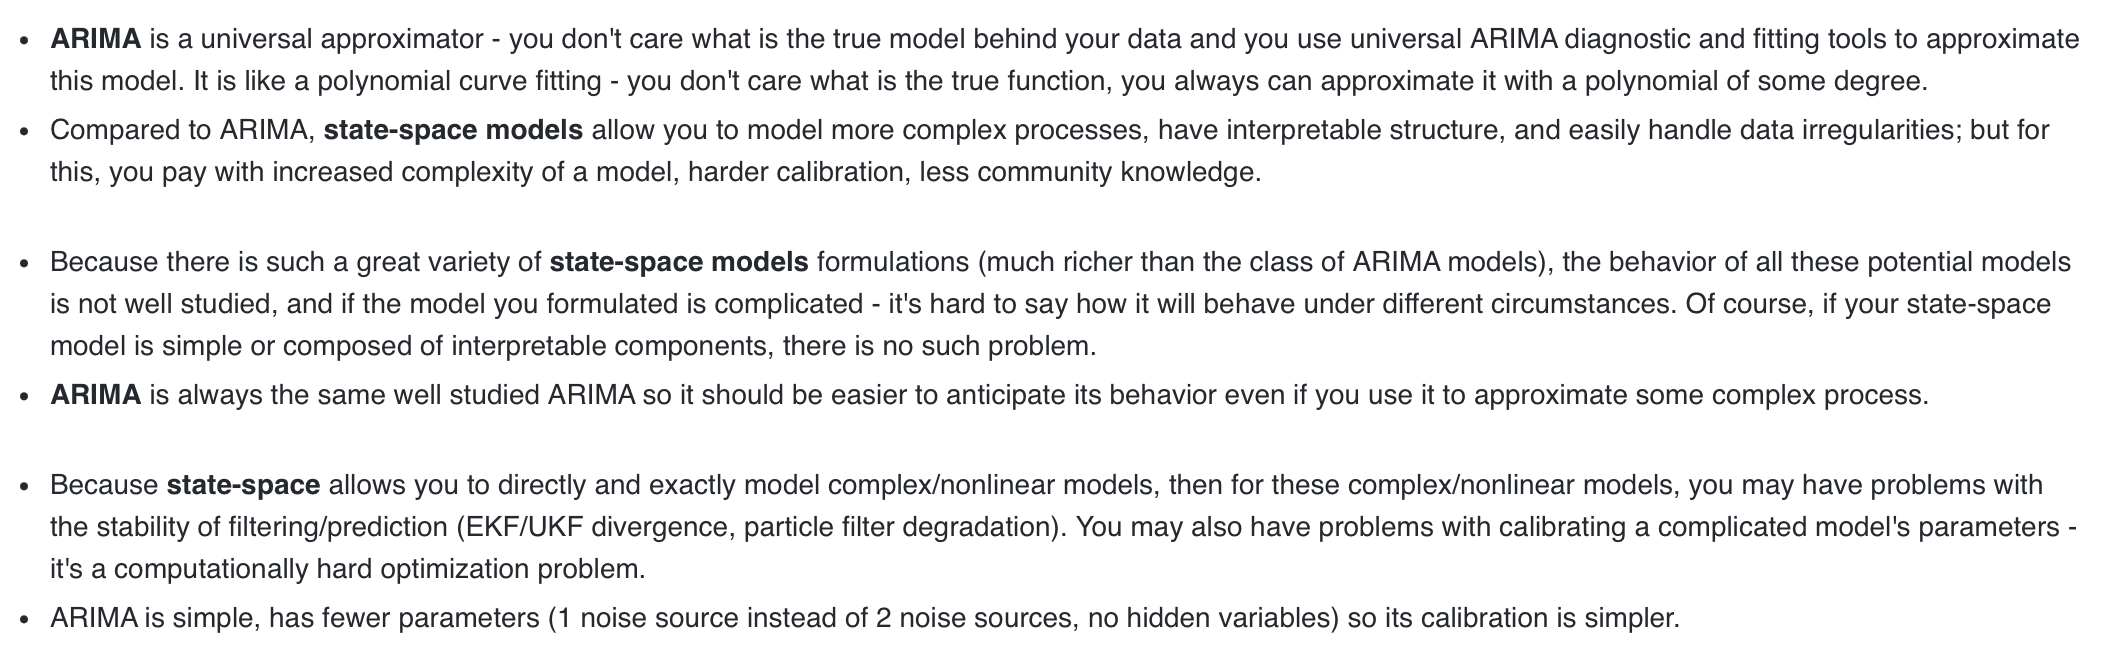 • ARIMA is a universal approximator - you don't care what is the true model behind your data and you use universal ARIMA diagnostic and fitting tools to approximate
this model. It is like a polynomial curve fitting - you don't care what is the true function, you always can approximate it with a polynomial of some degree.
• Compared to ARIMA, state-space models allow you to model more complex processes, have interpretable structure, and easily handle data irregularities; but for
this, you pay with increased complexity of a model, harder calibration, less community knowledge.
• Because there is such a great variety of state-space models formulations (much richer than the class of ARIMA models), the behavior of all these potential models
is not well studied, and if the model you formulated is complicated - it's hard to say how it will behave under different circumstances. Of course, if your state-space
model is simple or composed of interpretable components, there is no such problem.
• ARIMA is always the same well studied ARIMA so it should be easier to anticipate its behavior even if you use it to approximate some complex process.
• Because state-space allows you to directly and exactly model complex/nonlinear models, then for these complex/nonlinear models, you may have problems with
the stability of filtering/prediction (EKF/UKF divergence, particle filter degradation). You may also have problems with calibrating a complicated model's parameters -
it's a computationally hard optimization problem.
• ARIMA is simple, has fewer parameters (1 noise source instead of 2 noise sources, no hidden variables) so its calibration is simpler.